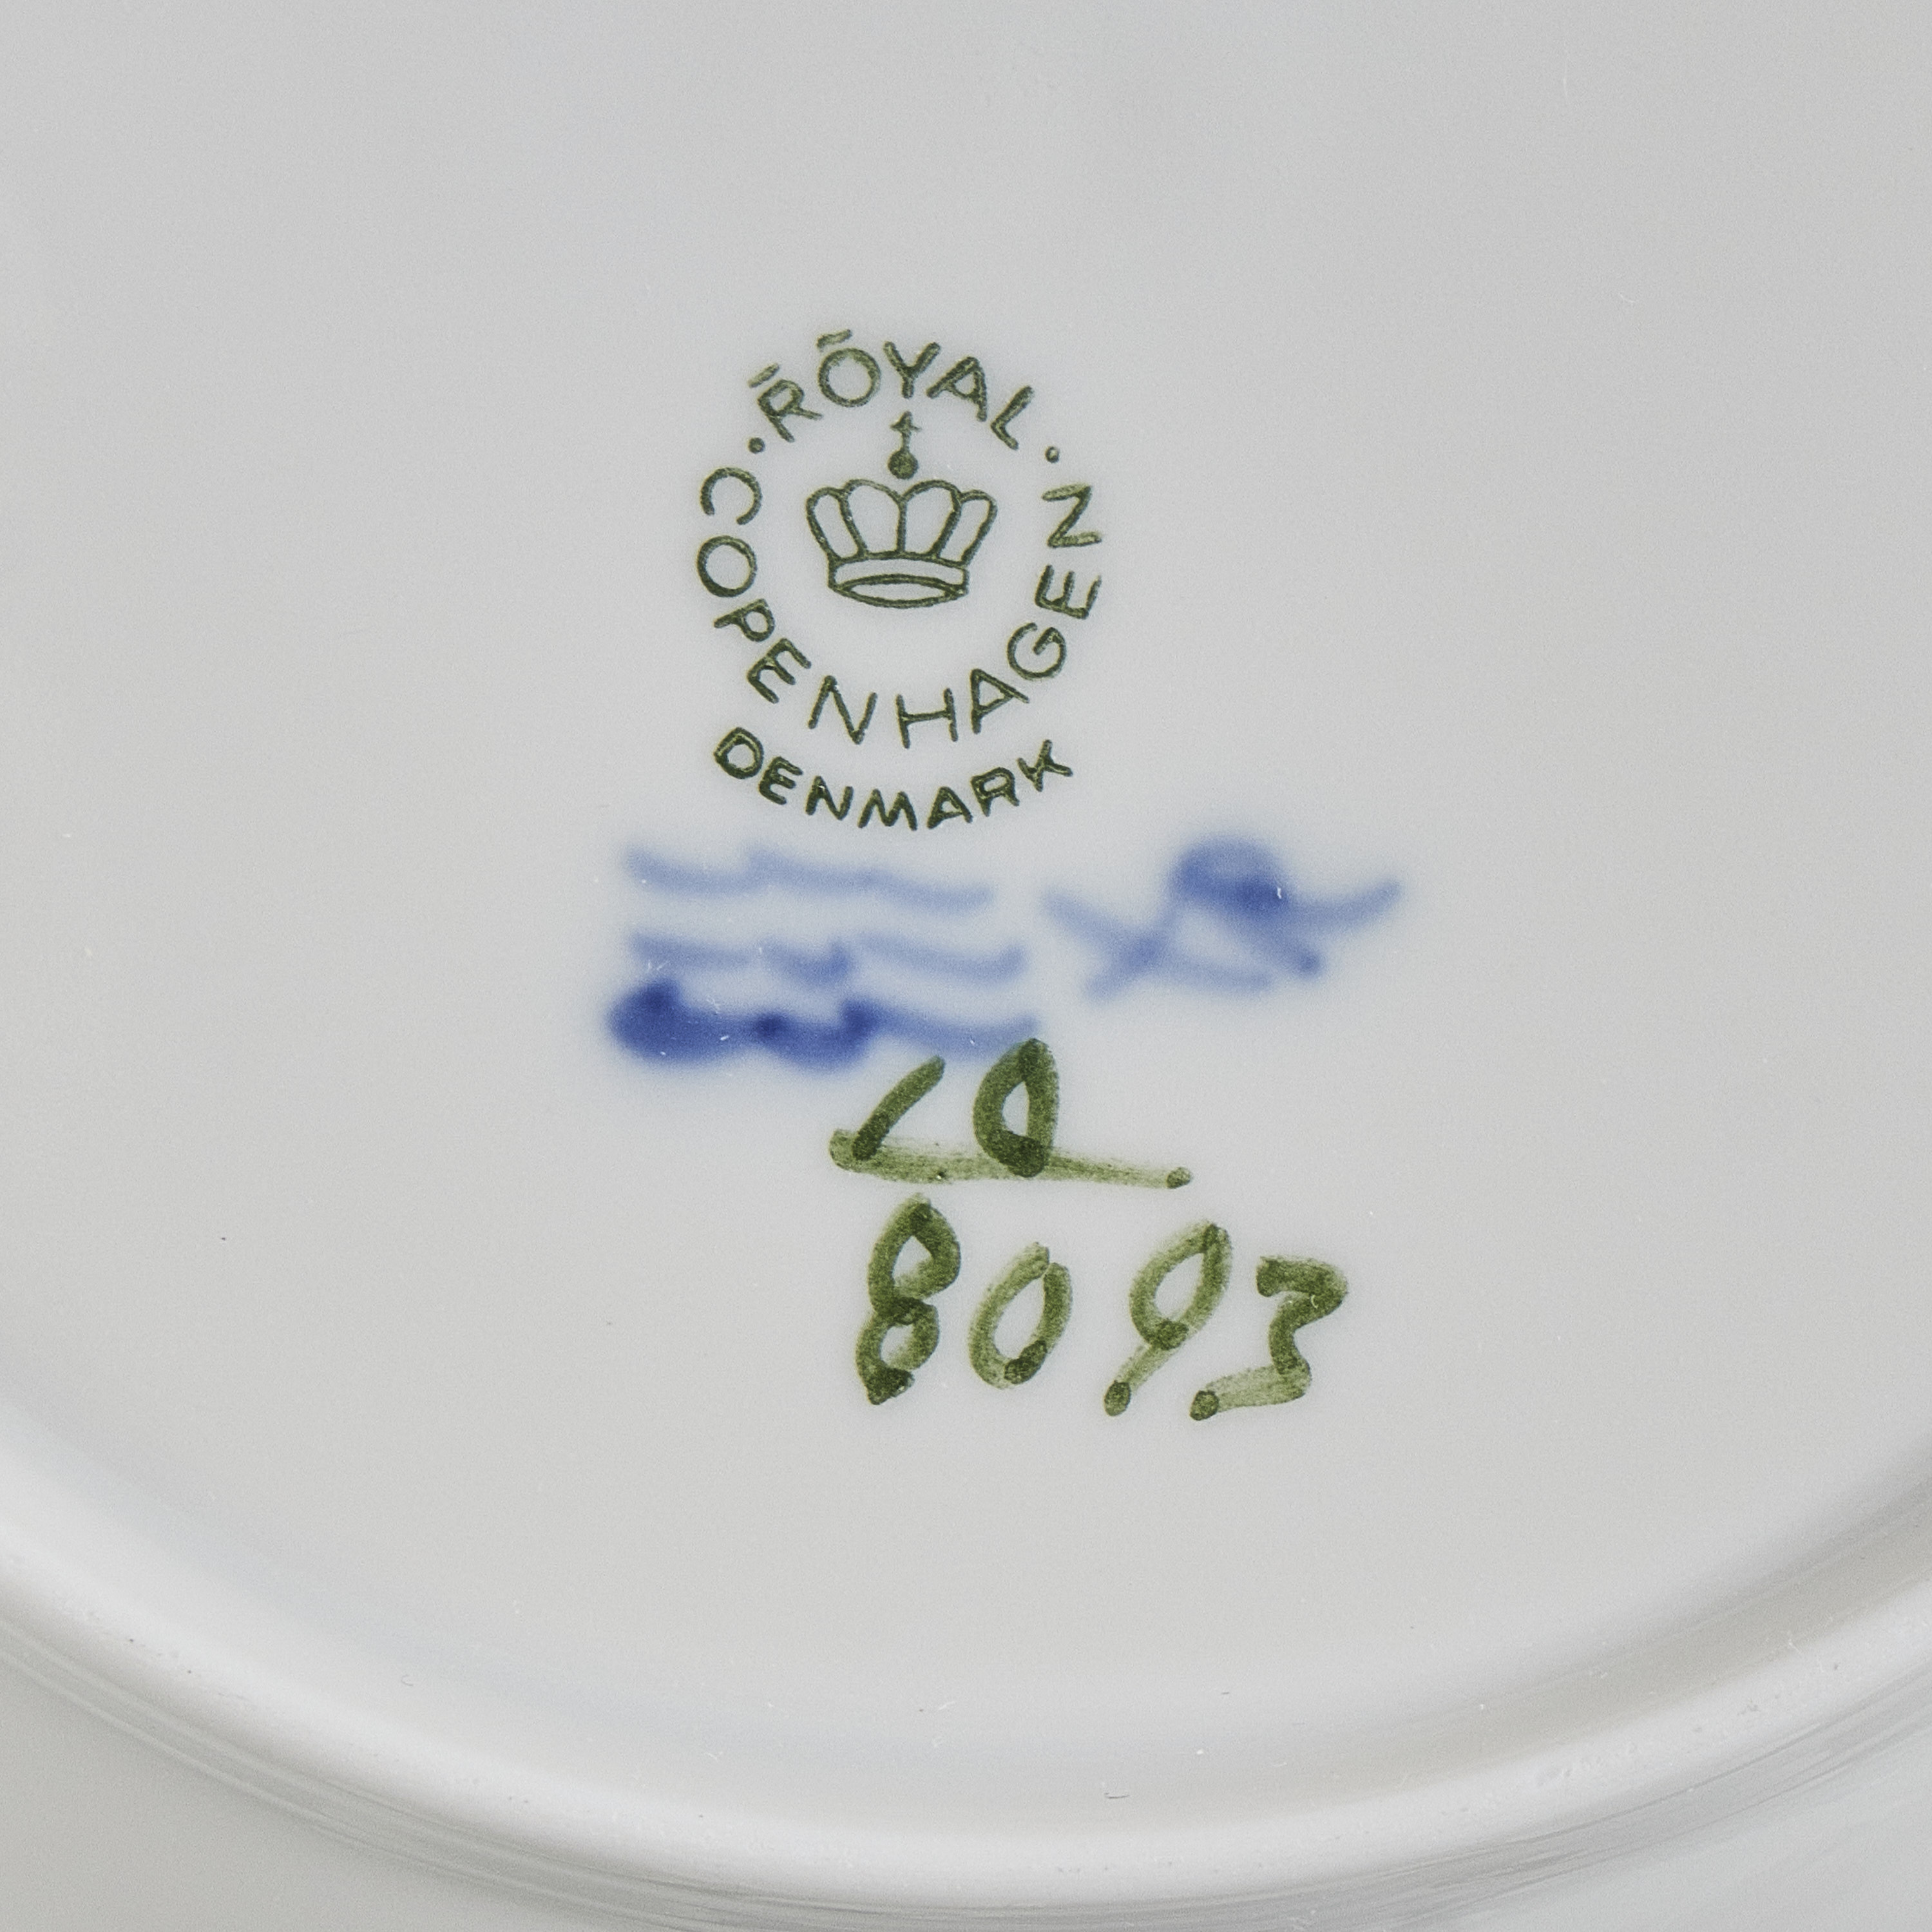 ROYAL
COPENHAGEN
DENMARK
10
8093